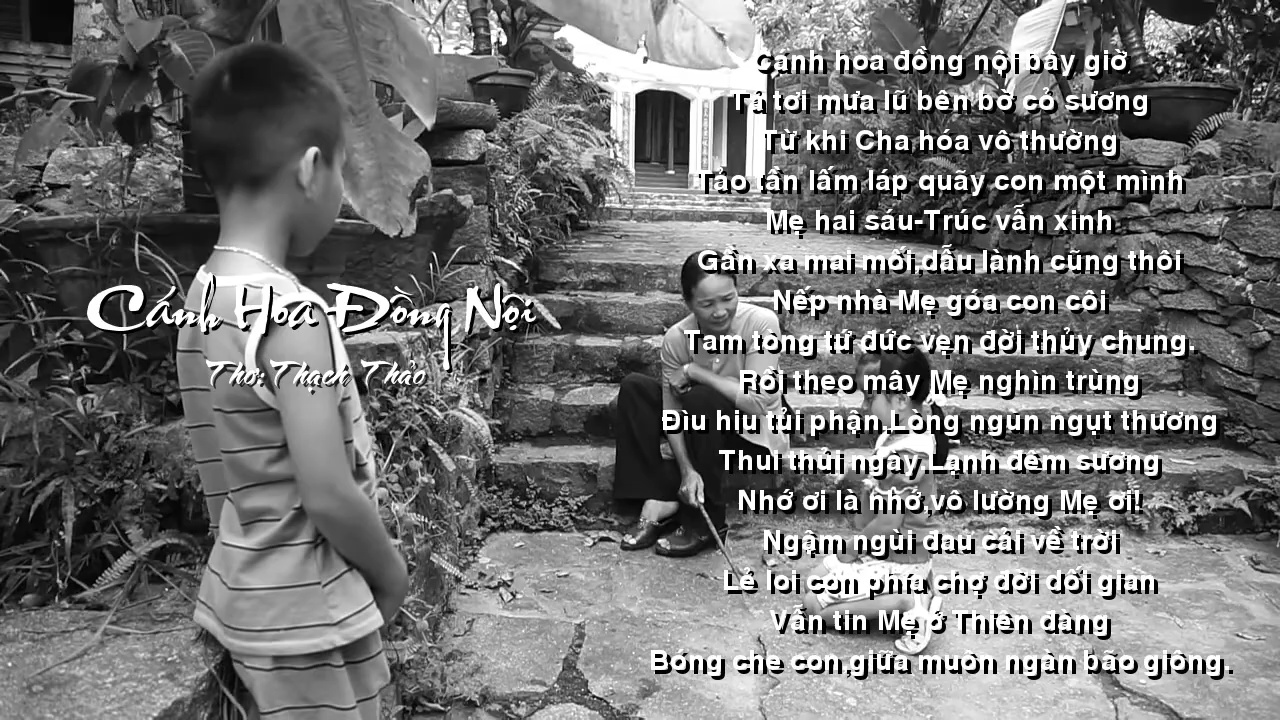 Cánh Hoa Đồng Nội
Thơ: Thạch Thảo
Cánh hoa đồng nội bây giờ
Tả tơi mưa lũ bên bờ cỏ sương
Từ khi Cha hóa vô thường
Tảo tần lấm láp quãy con một mình
Mẹ hai sáu-Trúc vẫn xinh
Gần xa mai mối,dẫu lành cũng thôi
Nếp nhà Mẹ góa con côi
Tam tòng tứ đức vẹn đời thủy chung.
Rồi theo mây Mẹ nghìn trùng
Đìu hiu tủi phận,Lòng ngùn ngụt thương
Thui thủi ngày,Lạnh đêm sương
Nhớ ơi là nhớ,vô lường Mẹ ơi!
Ngậm ngùi đau cải về trời
Lẻ loi con phía chợ đời dối gian
Vẫn tin Mẹ ở Thiên đàng
Bóng che con,giữa muôn ngàn bão giông.